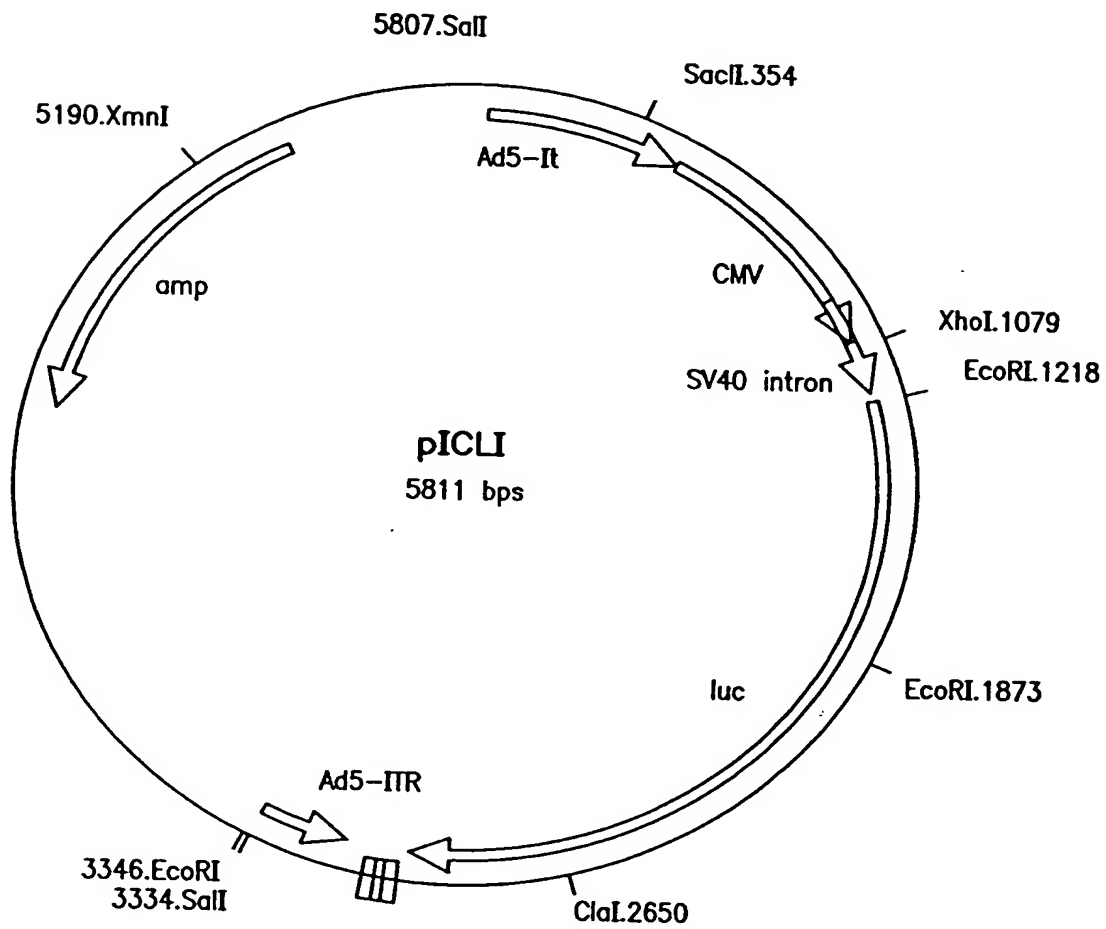 5807.SalI
SacII.354
5190.XmnI
Ad5-It
CMV
amp
XhoI.1079
EcoRI.1218
SV40 intron
pICLI
5811 bps
luc
EcoRI.1873
Ad5-ITR
3346.EcoRI
3334.SalI
ClaI.2650